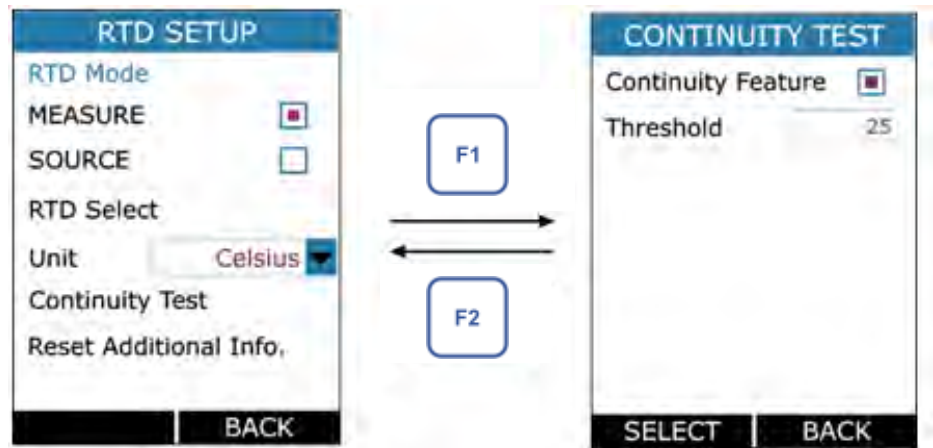 RTD SETUP
RTD Mode
MEASURE
SOURCE
RTD Select
Unit Celsius
Continuity Test
Reset Additional Info.
BACK
F1
F2
CONTINUITY TEST
Continuity Feature
Threshold 25
SELECT BACK